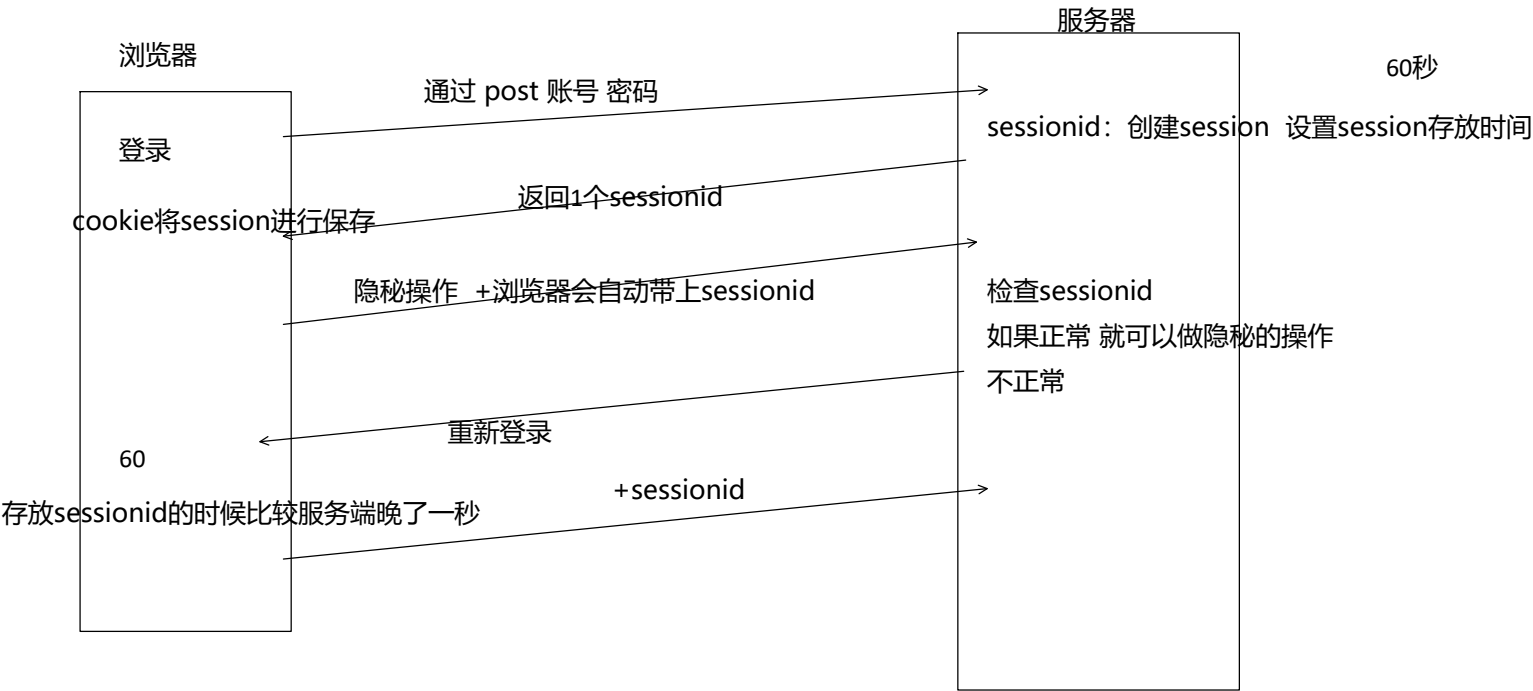 服务器
浏览器
60秒
通过 post 账号 密码
sessionid：创建session 设置session存放时间
登录
返回1个sessionid
cookie将session进行保存
隐秘操作 +浏览器会自动带上sessionid
检查sessionid
如果正常 就可以做隐秘的操作
不正常
重新登录
60
+sessionid
存放sessionid的时候比较服务端晚了一秒